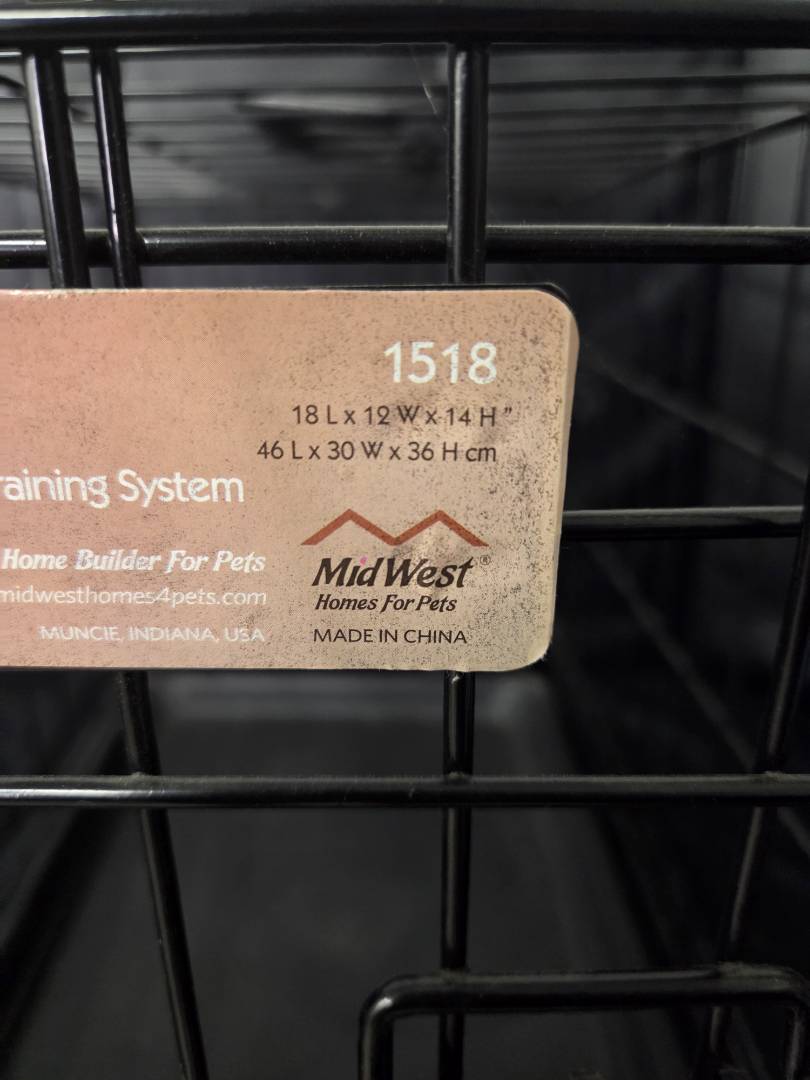 1518
18 L x 12 W x 14 H "
46 L x 30 W x 36 H cm
raining System
Home Builder For Pets
midwesthomes4pets.com
MUNCIE, INDIANA, USA
MidWest®
Homes For Pets
MADE IN CHINA